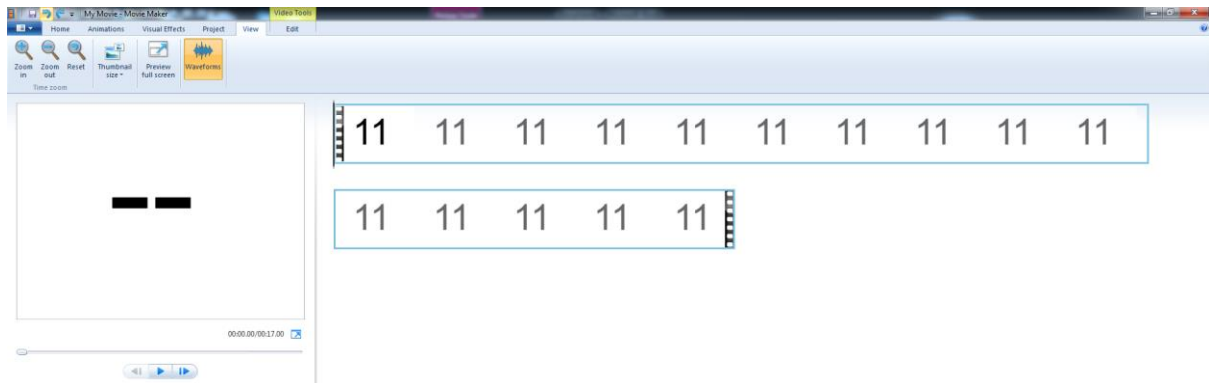 My Movie - Movie Maker
Video Tools
Home Animations Visual Effects Project View Edit
Zoom in
Zoom out
Reset
Thumbnail size
Preview full screen
Waveforms
Time zoom
11 11 11 11 11 11 11 11 11 11
11 11 11 11 11
00:00.00/00:17.00